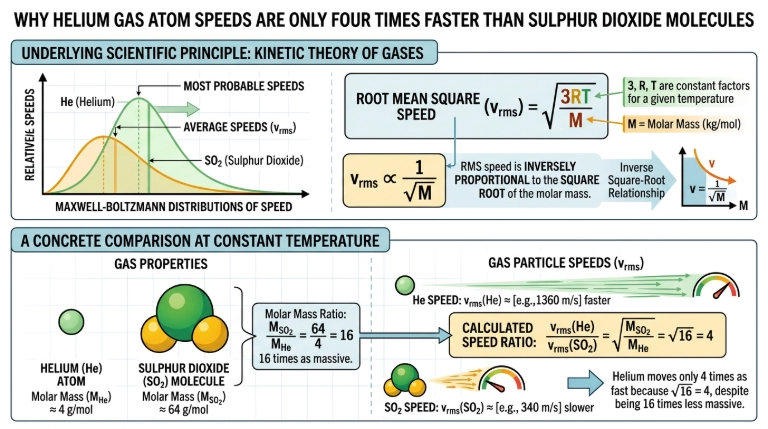 WHY HELIUM GAS ATOM SPEEDS ARE ONLY FOUR TIMES FASTER THAN SULPHUR DIOXIDE MOLECULES
UNDERLYING SCIENTIFIC PRINCIPLE: KINETIC THEORY OF GASES
MOST PROBABLE SPEEDS
He (Helium)
AVERAGE SPEEDS (vrms)
SO₂ (Sulphur Dioxide)
MAXWELL-BOLTZMANN DISTRIBUTIONS OF SPEED
ROOT MEAN SQUARE
SPEED
(vrms) = √(3RT/M)
3, R, T are constant factors
for a given temperature
M = Molar Mass (kg/mol)
vrms ∝ 1/√M
RMS speed is INVERSELY
PROPORTIONAL to the SQUARE
ROOT of the molar mass.
Inverse
Square-Root
Relationship
v
v = 1/√M
M
A CONCRETE COMPARISON AT CONSTANT TEMPERATURE
GAS PROPERTIES
HELIUM (He)
ATOM
Molar Mass (MHe)
≈ 4 g/mol
SULPHUR DIOXIDE
(SO₂) MOLECULE
Molar Mass (MSO₂)
≈ 64 g/mol
Molar Mass Ratio:
MSO₂/MHe = 64/4 = 16
16 times as massive.
GAS PARTICLE SPEEDS (vrms)
He SPEED: vrms(He) ≈ [e.g.,1360 m/s] faster
CALCULATED
SPEED RATIO:
vrms(He)/vrms(SO2) = √(MSO₂/MHe) = √16 = 4
SO₂ SPEED: vrms(SO2) ≈ [e.g., 340 m/s] slower
Helium moves only 4 times as
fast because √16 = 4, despite
being 16 times less massive.